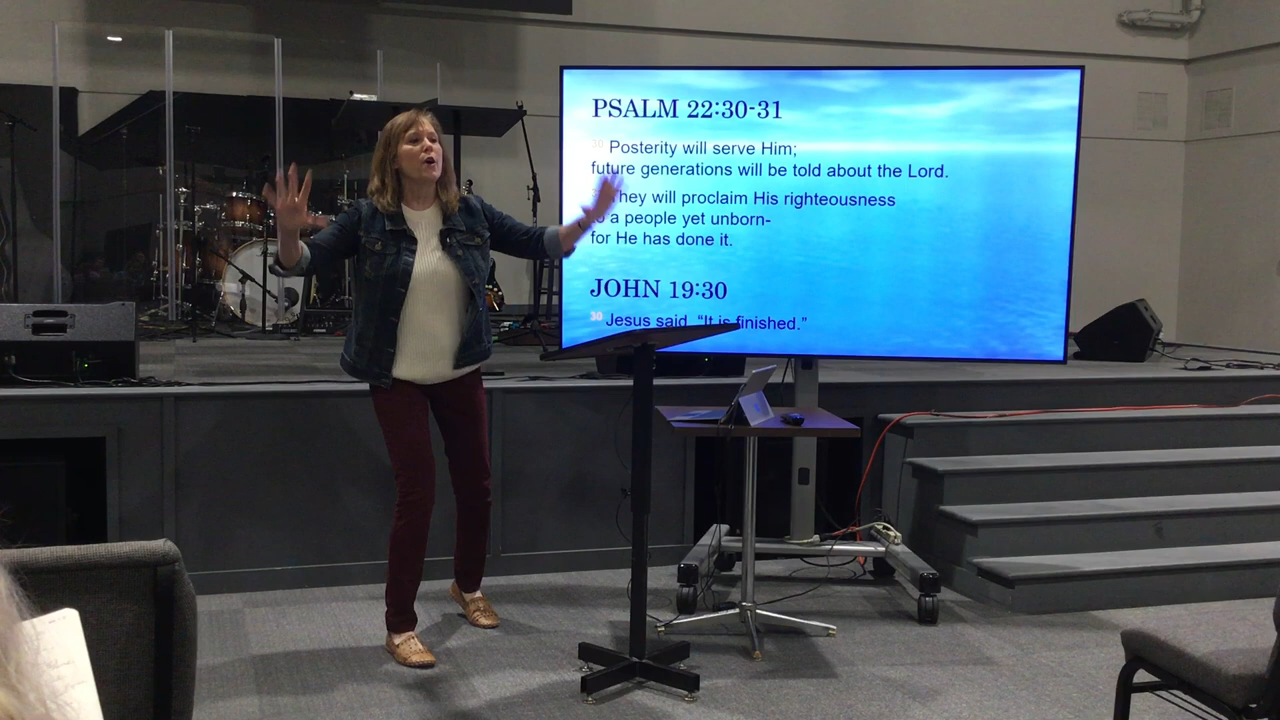 PSALM 22:30-31
30 Posterity will serve Him;
future generations will be told about the Lord.
They will proclaim His righteousness
a people yet unborn-
for He has done it.
JOHN 19:30
30 Jesus said, "It is finished."